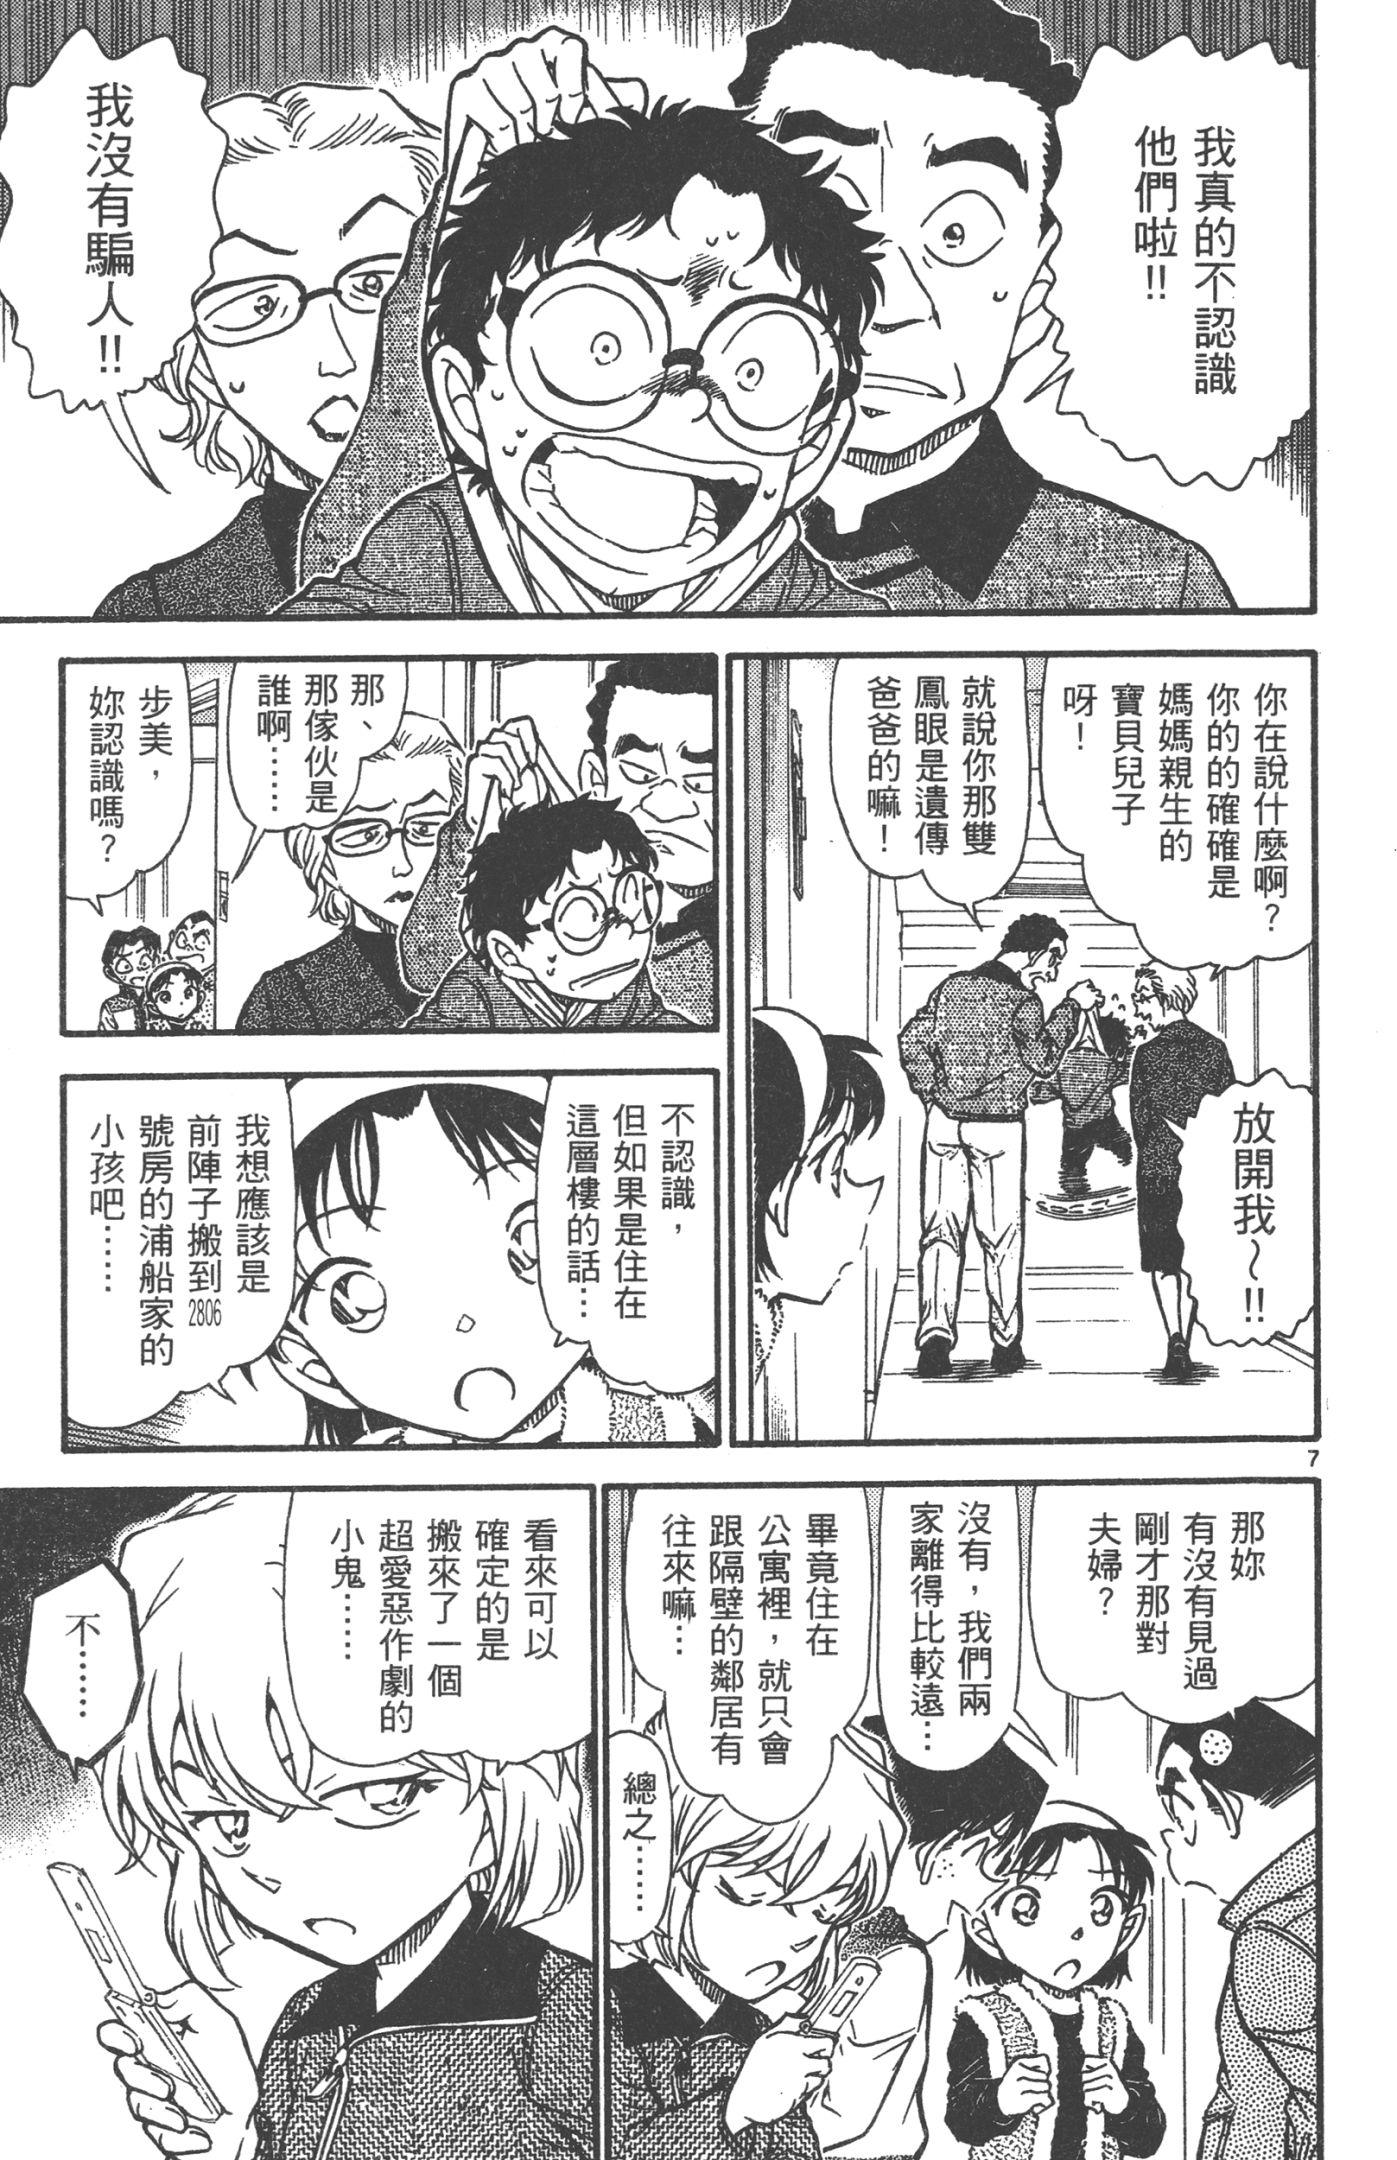 我真的不認識
他們啦!!
我沒有騙人!!
你在說什麼啊?
你的的確確是
媽媽親生的
寶貝兒子
呀!
就說你那雙
鳳眼是遺傳
爸爸的嘛!
放開我~!!
那、
那傢伙是
誰啊……
步美,
妳認識嗎?
不認識,
但如果是住在
這層樓的話…
我想應該是
前陣子搬到2806
號房的浦船家的
小孩吧……
7
那妳
有沒有見過
剛才那對
夫婦?
沒有,我們兩
家離得比較遠…
畢竟住在
公寓裡,就只會
跟隔壁的鄰居有
往來嘛…
總之……
看來可以
確定的是
搬來了一個
超愛惡作劇的
小鬼……
不……